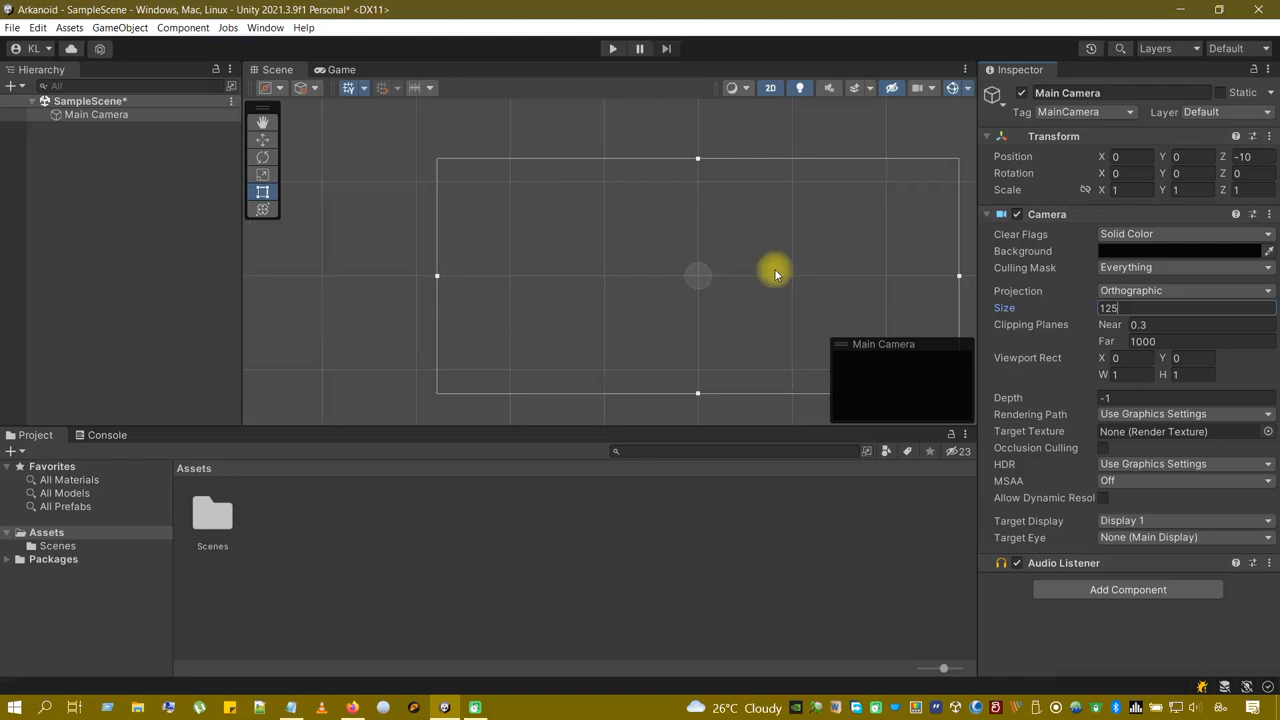 Arkanoid - SampleScene - Windows, Mac, Linux - Unity 2021.3.9f1 Personal* <DX11>
File Edit Assets GameObject Component Jobs Window Help
KL Layers Default
Hierarchy Scene Game Inspector
All
SampleScene*
Main Camera
2D
Main Camera Static
Tag MainCamera Layer Default
Transform
Position X 0 Y 0 Z -10
Rotation X 0 Y 0 Z 0
Scale X 1 Y 1 Z 1
Camera
Clear Flags Solid Color
Background
Culling Mask Everything
Projection Orthographic
Size 125
Clipping Planes Near 0.3
Far 1000
Viewport Rect X 0 Y 0
W 1 H 1
Depth -1
Rendering Path Use Graphics Settings
Target Texture None (Render Texture)
Occlusion Culling
HDR Use Graphics Settings
MSAA Off
Allow Dynamic Resol
Target Display Display 1
Target Eye None (Main Display)
Audio Listener
Add Component
Main Camera
Project Console
23
Favorites
All Materials
All Models
All Prefabs
Assets
Scenes
Packages
Assets
Scenes
26°C Cloudy